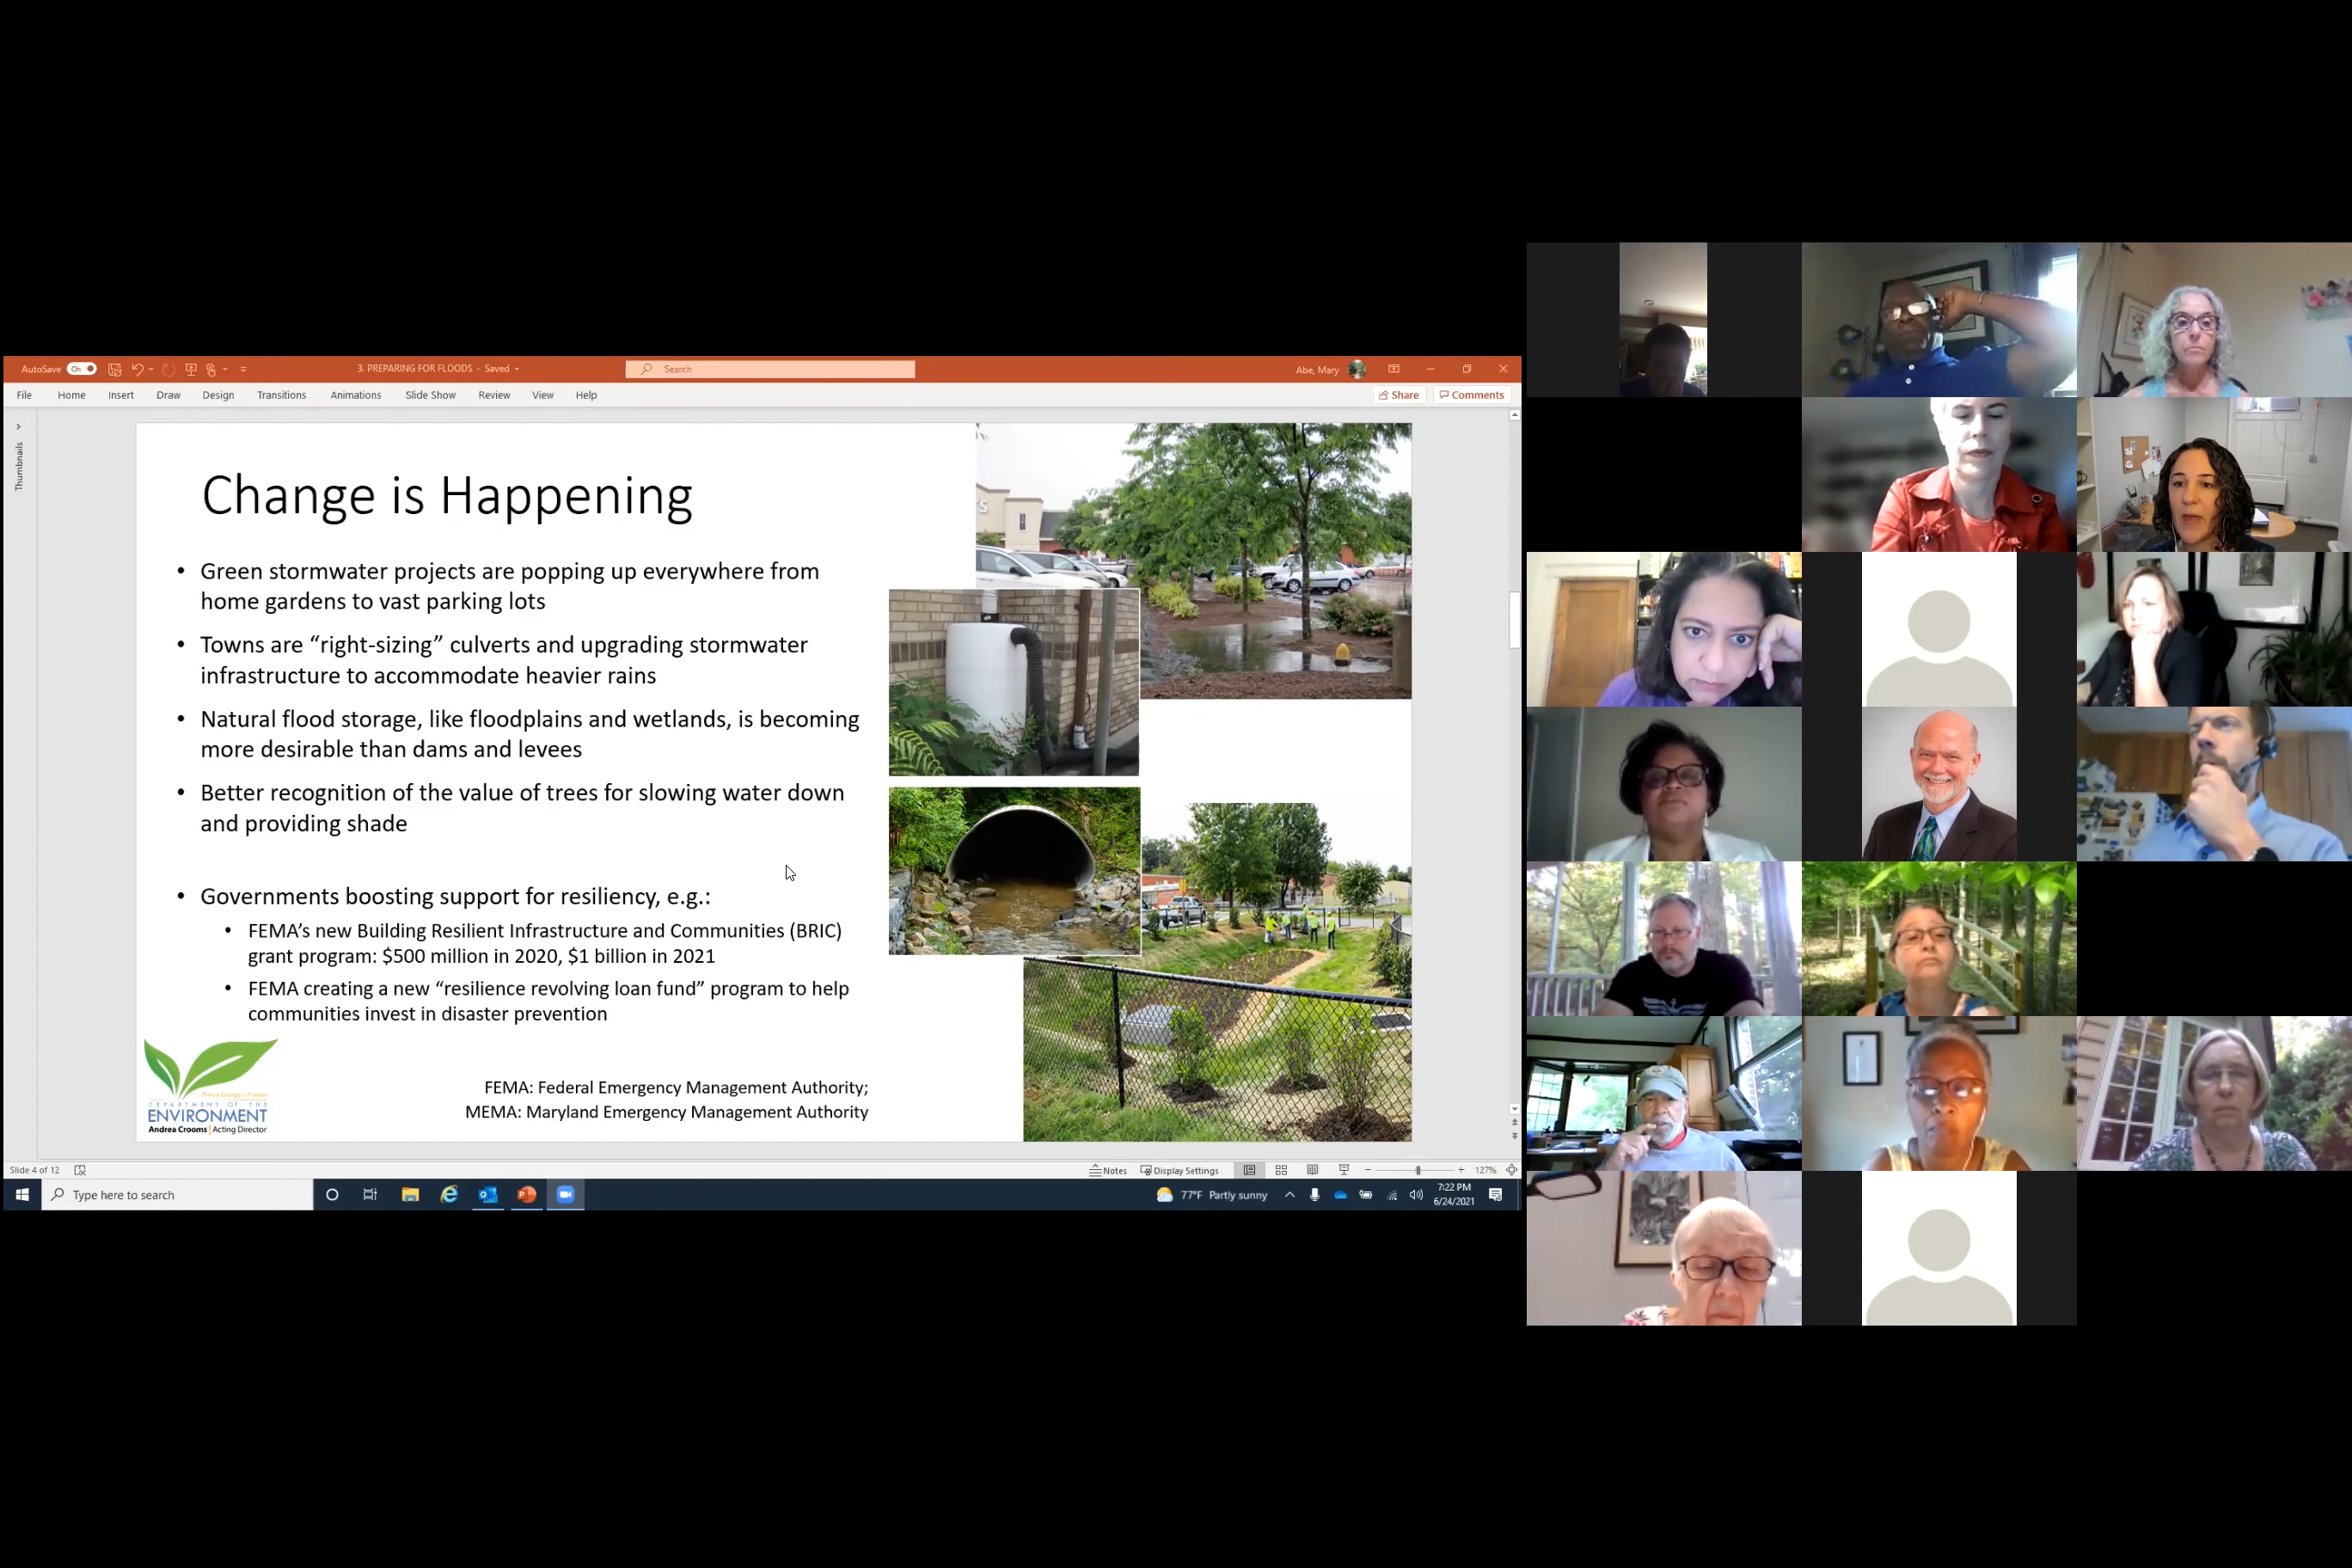 AutoSave On
3. PREPARING FOR FLOODS - Saved
Search
Abe, Mary
File Home Insert Draw Design Transitions Animations Slide Show Review View Help
Share Comments
Thumbnails
Change is Happening
• Green stormwater projects are popping up everywhere from
home gardens to vast parking lots
• Towns are “right-sizing” culverts and upgrading stormwater
infrastructure to accommodate heavier rains
• Natural flood storage, like floodplains and wetlands, is becoming
more desirable than dams and levees
• Better recognition of the value of trees for slowing water down
and providing shade
• Governments boosting support for resiliency, e.g.:
• FEMA’s new Building Resilient Infrastructure and Communities (BRIC)
grant program: $500 million in 2020, $1 billion in 2021
• FEMA creating a new “resilience revolving loan fund” program to help
communities invest in disaster prevention
DEPARTMENT OF THE
ENVIRONMENT
Andrea Crooms | Acting Director
FEMA: Federal Emergency Management Authority;
MEMA: Maryland Emergency Management Authority
Slide 4 of 12
Notes Display Settings 127%
Type here to search
77°F Partly sunny
7:22 PM
6/24/2021